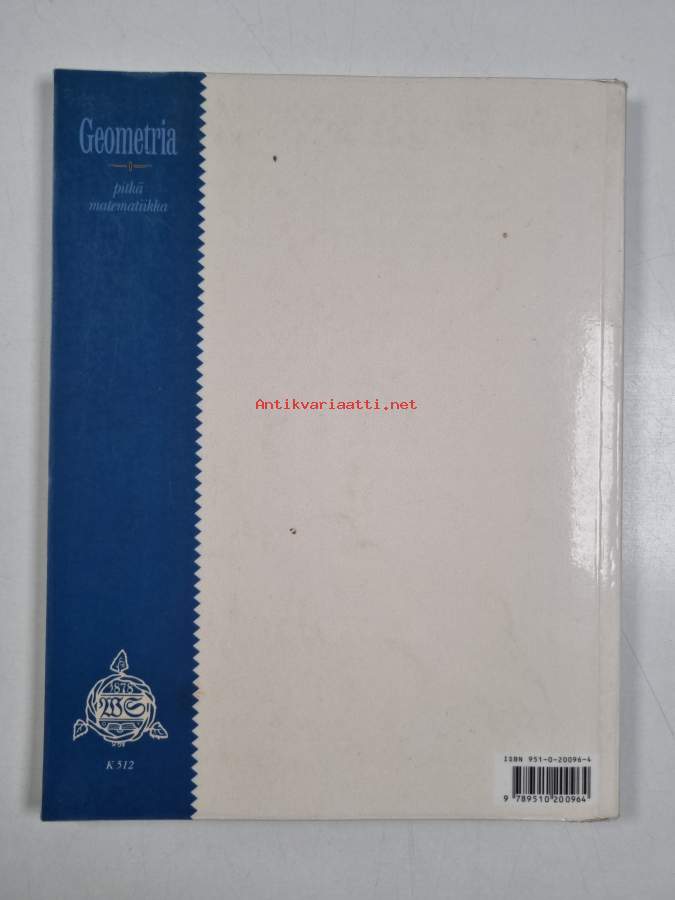 Geometria
pitkä
matematiikka
Antikvariaatti.net
1878
WS
K 512
ISBN 951-0-20096-4
9 789510 200964